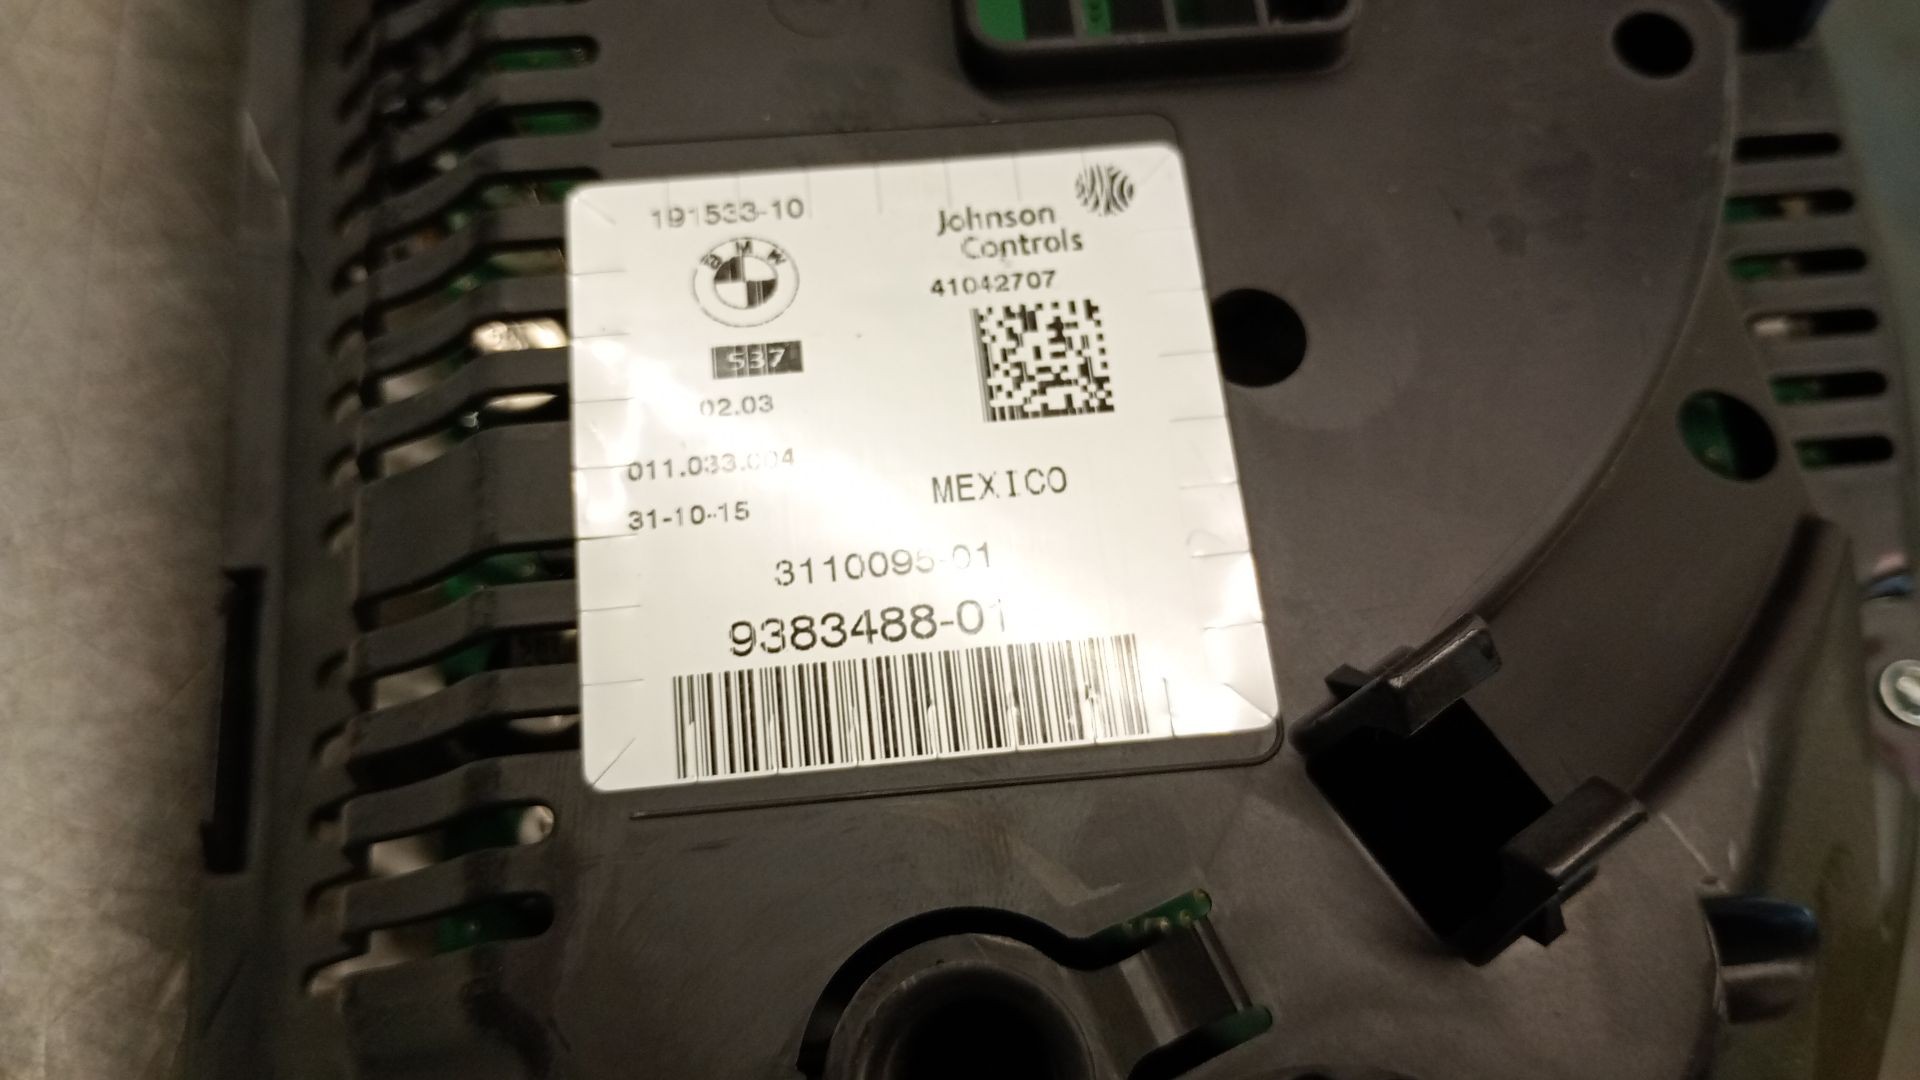 191533-10
Johnson
Controls
BMW
41042707
537
02.03
011.033.004
MEXICO
31-10-15
3110095-01
9383488-01